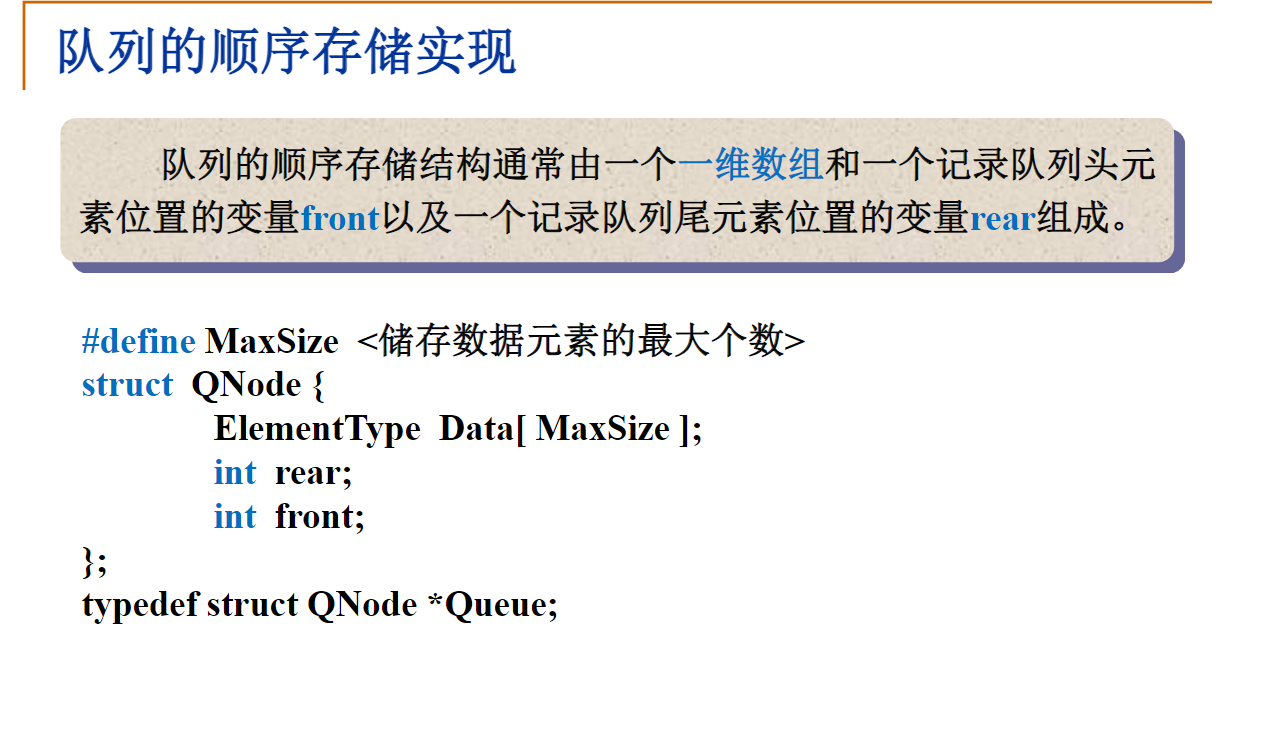 队列的顺序存储实现
队列的顺序存储结构通常由一个一维数组和一个记录队列头元
素位置的变量front以及一个记录队列尾元素位置的变量rear组成。
#define MaxSize <储存数据元素的最大个数>
struct QNode {
ElementType Data[ MaxSize ];
int rear;
int front;
};
typedef struct QNode *Queue;